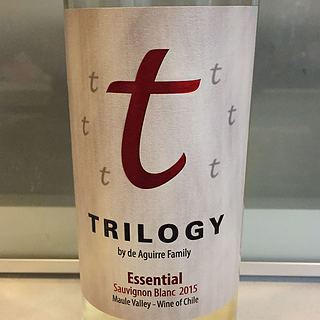 t
t
t
t
t
t
t
TRILOGY
by de Aguirre Family
Essential
Sauvignon Blanc 2015
Maule Valley - Wine of Chile